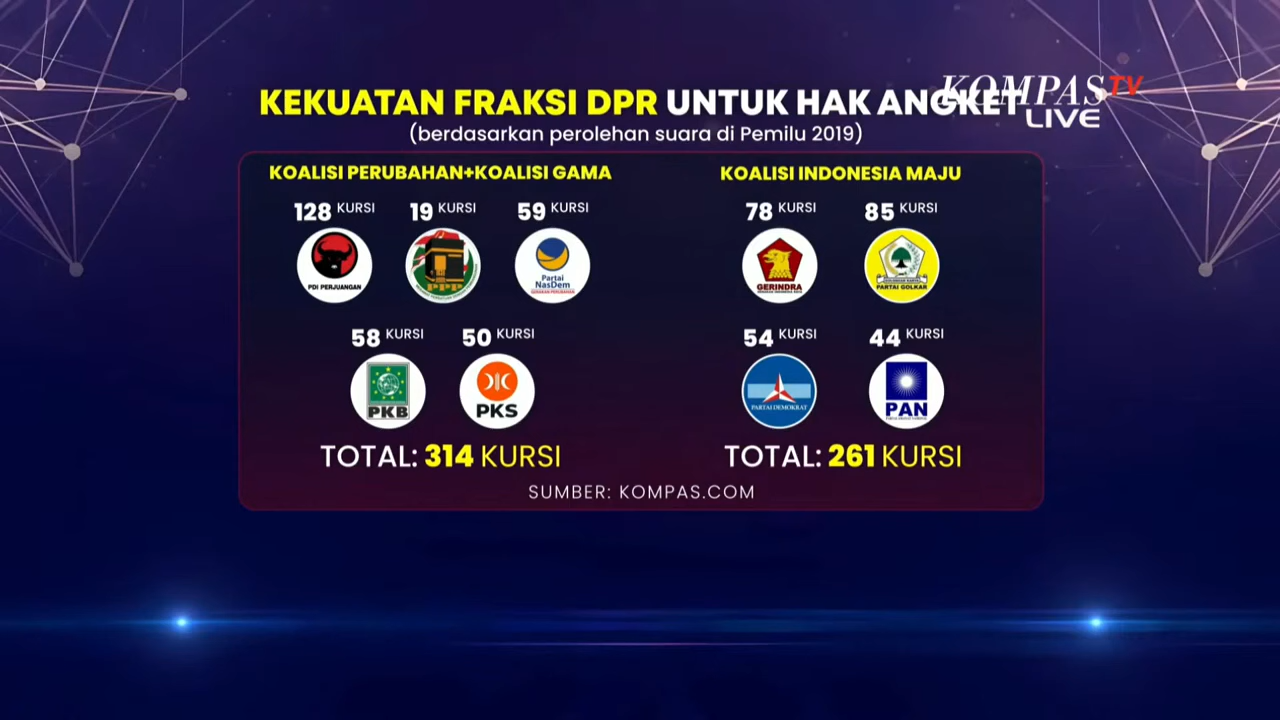 KOMPASTV
LIVE
KEKUATAN FRAKSI DPR UNTUK HAK ANGKET
(berdasarkan perolehan suara di Pemilu 2019)
KOALISI PERUBAHAN+KOALISI GAMA
128 KURSI 19 KURSI 59 KURSI
PDI PERJUANGAN
PPP
Partai
NasDem
58 KURSI 50 KURSI
PKB PKS
TOTAL: 314 KURSI
KOALISI INDONESIA MAJU
78 KURSI 85 KURSI
GERINDRA PARTAI GOLKAR
54 KURSI 44 KURSI
PARTAI DEMOKRAT PAN
TOTAL: 261 KURSI
SUMBER: KOMPAS.COM